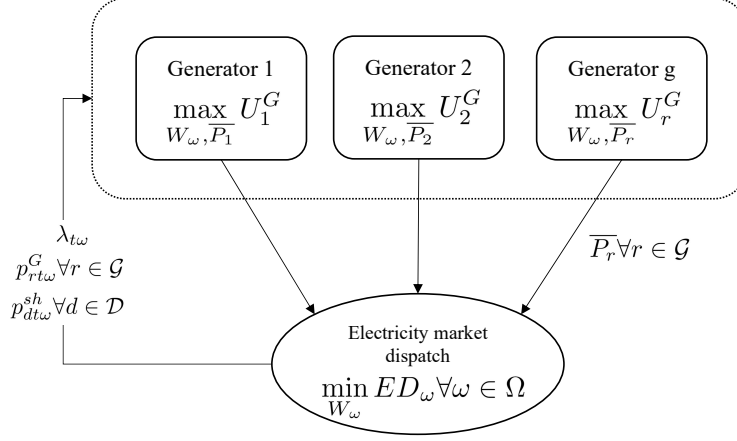 Generator 1
max U_1^G
W_ω, \overline{P_1}
Generator 2
max U_2^G
W_ω, \overline{P_2}
Generator g
max U_r^G
W_ω, \overline{P_r}
λ_{tω}
p_{rtω}^G ∀r ∈ 𝒢
p_{dtω}^{sh} ∀d ∈ 𝒟
\overline{P_r} ∀r ∈ 𝒢
Electricity market
dispatch
min ED_ω ∀ω ∈ Ω
W_ω